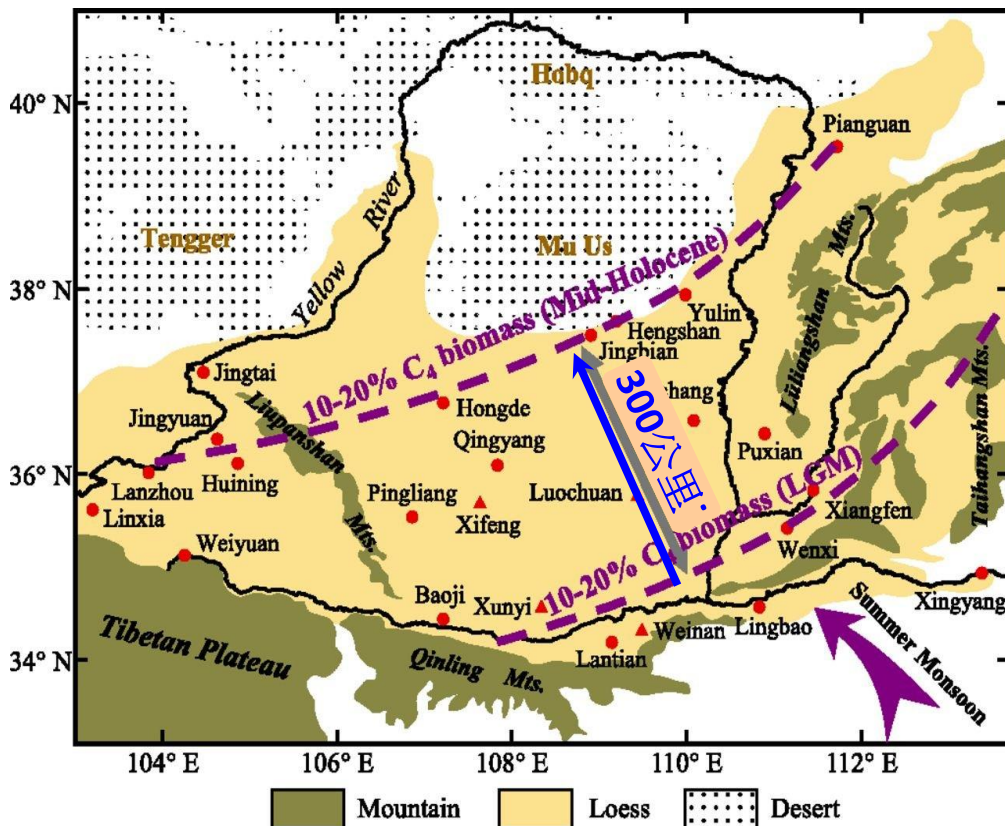 Habq
40° N
Pianguan
River
Tengger
Mts.
Mu Us
38° N
Yellow
10-20% C₄ biomass (Mid-Holocene)
Yulin
Hengshan
Jingbian
Lüliangshan
Jingtai
300公里.
hang
Taihangshan Mts.
Jingyuan
Liupanshan
Mts.
Hongde
Qingyang
Puxian
36° N
Lanzhou
Huining
Pingliang
Luochuan
10-20% C₄ biomass (LGM)
Xiangfen
Linxia
Xifeng
Wenxi
Weiyuan
Baoji
Xunyi
Summer Monsoon
Xingyang
Weinan
Lingbao
Tibetan Plateau
34° N
Qinling Mts.
Lantian
104° E
106° E
108° E
110° E
112° E
Mountain
Loess
Desert